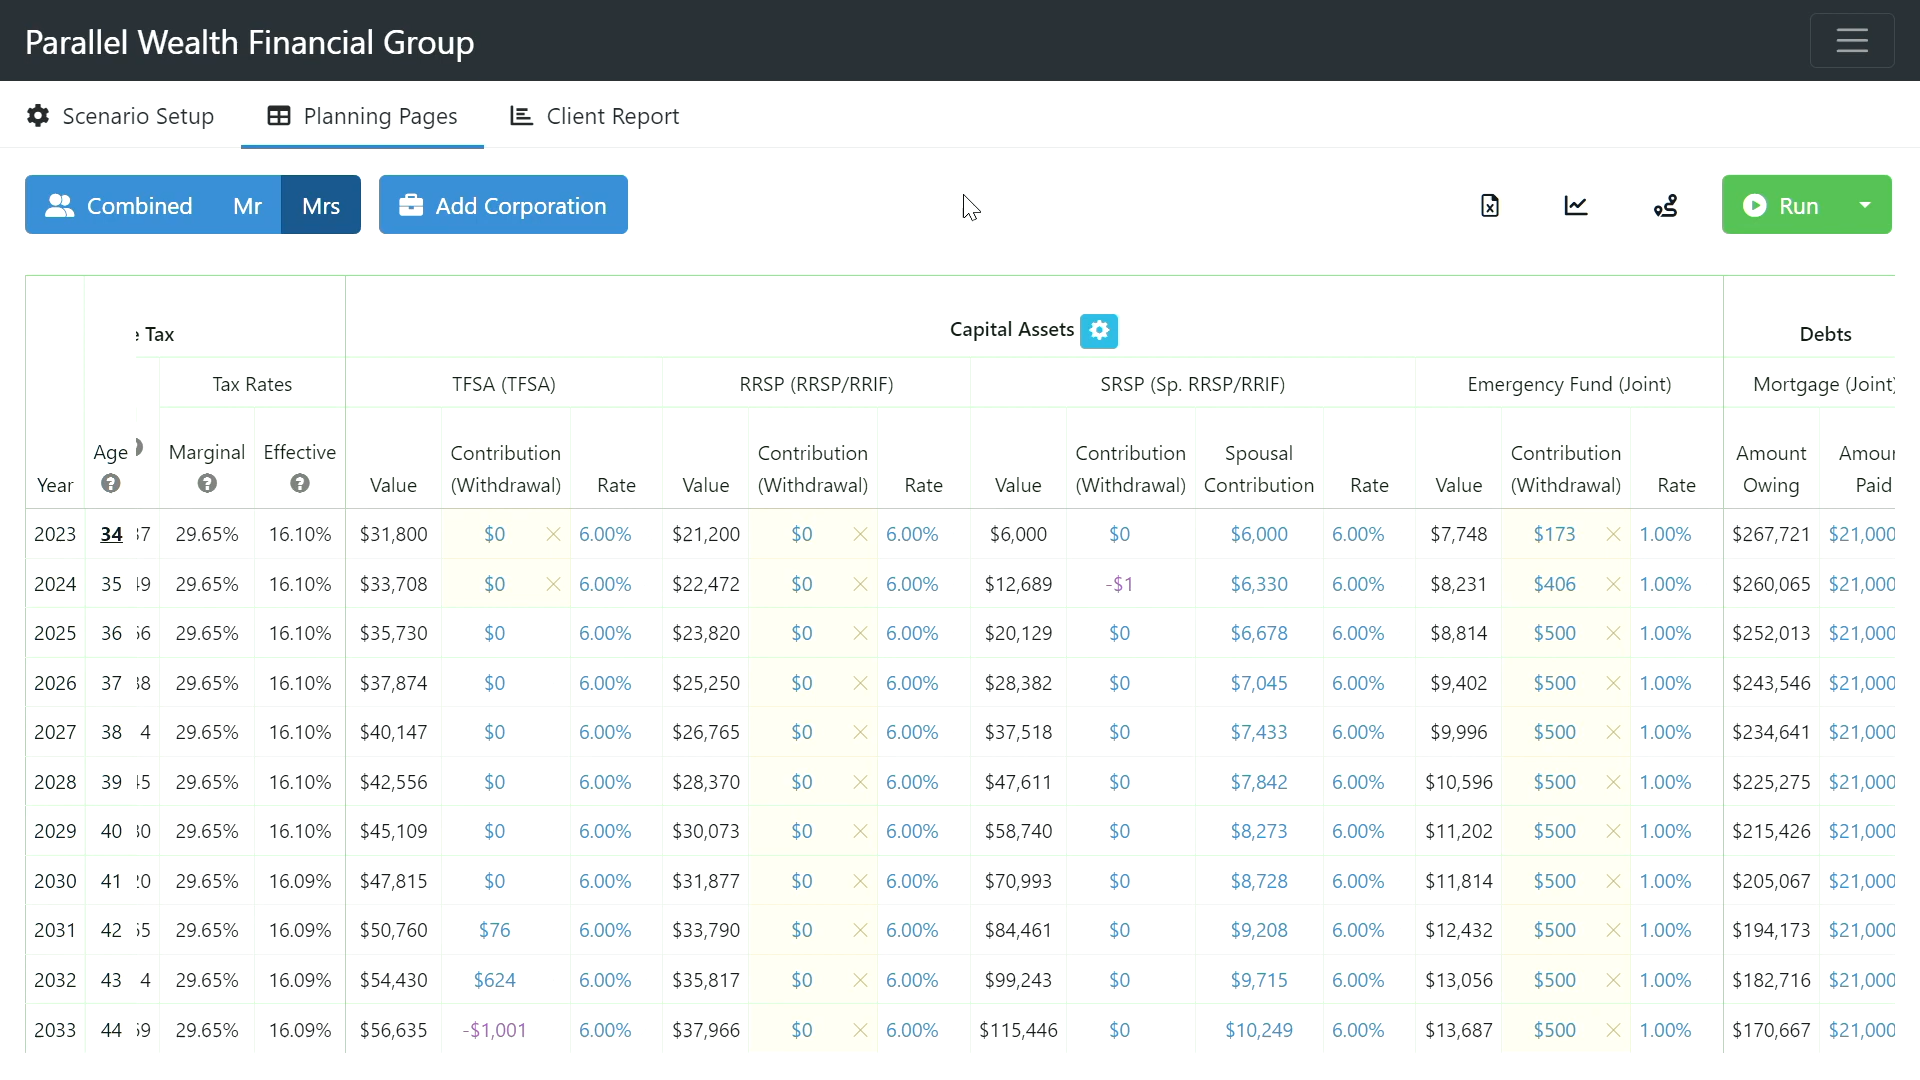 Parallel Wealth Financial Group
Scenario Setup Planning Pages Client Report
Combined Mr Mrs Add Corporation Run
Tax Capital Assets Debts
Tax Rates TFSA (TFSA) RRSP (RRSP/RRIF) SRSP (Sp. RRSP/RRIF) Emergency Fund (Joint) Mortgage (Joint)
Age Marginal Effective Contribution Contribution Contribution Spousal Contribution Amount
Year Value (Withdrawal) Rate Value (Withdrawal) Rate Value (Withdrawal) Contribution Rate Value (Withdrawal) Rate Owing Paid
2023 34 29.65% 16.10% $31,800 $0 6.00% $21,200 $0 6.00% $6,000 $0 $6,000 6.00% $7,748 $173 1.00% $267,721 $21,000
2024 35 29.65% 16.10% $33,708 $0 6.00% $22,472 $0 6.00% $12,689 -$1 $6,330 6.00% $8,231 $406 1.00% $260,065 $21,000
2025 36 29.65% 16.10% $35,730 $0 6.00% $23,820 $0 6.00% $20,129 $0 $6,678 6.00% $8,814 $500 1.00% $252,013 $21,000
2026 37 29.65% 16.10% $37,874 $0 6.00% $25,250 $0 6.00% $28,382 $0 $7,045 6.00% $9,402 $500 1.00% $243,546 $21,000
2027 38 29.65% 16.10% $40,147 $0 6.00% $26,765 $0 6.00% $37,518 $0 $7,433 6.00% $9,996 $500 1.00% $234,641 $21,000
2028 39 29.65% 16.10% $42,556 $0 6.00% $28,370 $0 6.00% $47,611 $0 $7,842 6.00% $10,596 $500 1.00% $225,275 $21,000
2029 40 29.65% 16.10% $45,109 $0 6.00% $30,073 $0 6.00% $58,740 $0 $8,273 6.00% $11,202 $500 1.00% $215,426 $21,000
2030 41 29.65% 16.09% $47,815 $0 6.00% $31,877 $0 6.00% $70,993 $0 $8,728 6.00% $11,814 $500 1.00% $205,067 $21,000
2031 42 29.65% 16.09% $50,760 $76 6.00% $33,790 $0 6.00% $84,461 $0 $9,208 6.00% $12,432 $500 1.00% $194,173 $21,000
2032 43 29.65% 16.09% $54,430 $624 6.00% $35,817 $0 6.00% $99,243 $0 $9,715 6.00% $13,056 $500 1.00% $182,716 $21,000
2033 44 29.65% 16.09% $56,635 -$1,001 6.00% $37,966 $0 6.00% $115,446 $0 $10,249 6.00% $13,687 $500 1.00% $170,667 $21,000